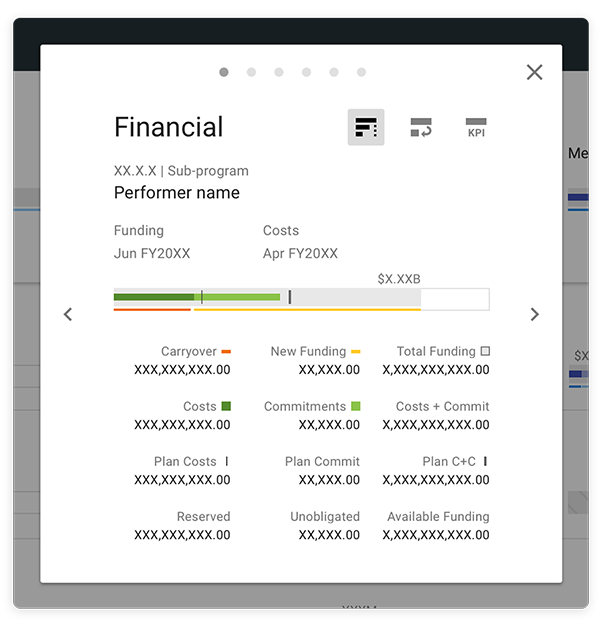 Financial
KPI
Me
XX.X.X | Sub-program
Performer name
Funding Costs
Jun FY20XX Apr FY20XX
$X.XXB
Carryover New Funding Total Funding
$X
XXX,XXX,XXX.00 XX,XXX.00 X,XXX,XXX,XXX.00
Costs Commitments Costs + Commit
XXX,XXX,XXX.00 XX,XXX.00 X,XXX,XXX,XXX.00
Plan Costs Plan Commit Plan C+C
XXX,XXX,XXX.00 XX,XXX.00 X,XXX,XXX,XXX.00
Reserved Unobligated Available Funding
XXX,XXX,XXX.00 XX,XXX.00 X,XXX,XXX,XXX.00